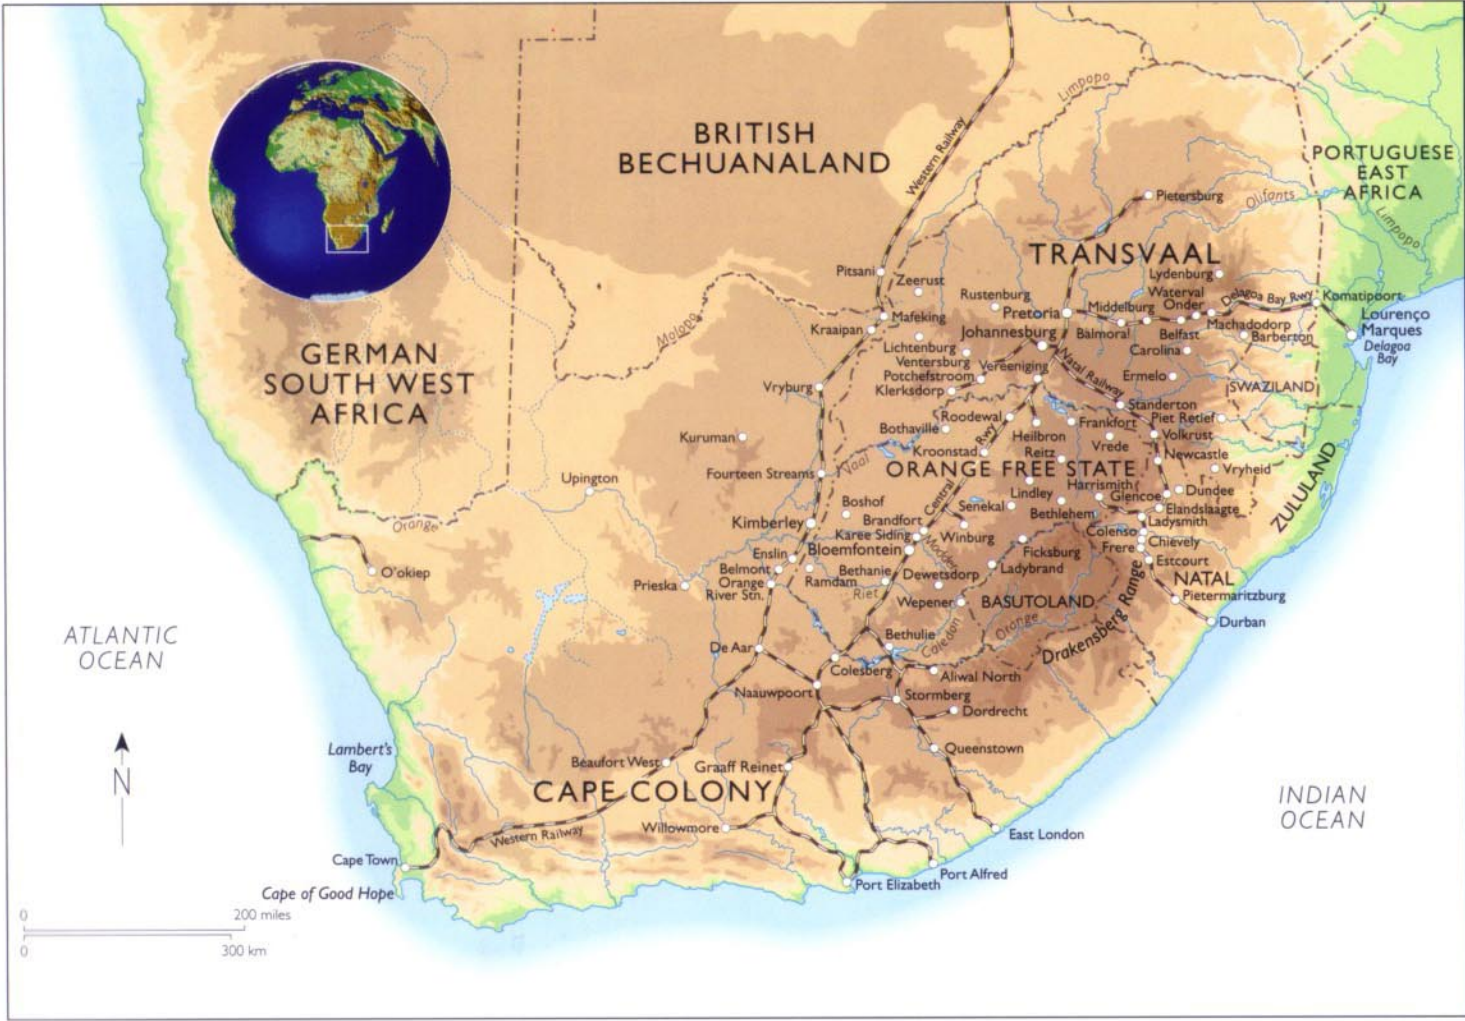 BRITISH
BECHUANALAND
Western Railway
Limpopo
PORTUGUESE
EAST
AFRICA
Limpopo
Pietersburg
Olifants
TRANSVAAL
Lydenburg
Pitsani
Zeerust
Rustenburg
Waterval
Onder
Delagoa Bay Rwy
Komatipoort
Middelburg
Pretoria
Lourenço
Marques
Delagoa
Bay
Mafeking
Kraaipan
Molopo
Johannesburg
Balmoral
Belfast
Machadodorp
Barberton
Lichtenburg
Ventersburg
Carolina
GERMAN
SOUTH WEST
AFRICA
Potchefstroom
Vereeniging
Natal Railway
Ermelo
SWAZILAND
Vryburg
Klerksdorp
Standerton
Roodewal
Piet Retief
Bothaville
Frankfort
Volkrust
Kuruman
Heilbron
Vrede
Rwy
Kroonstad
Reitz
Newcastle
Vaal
Fourteen Streams
ORANGE FREE STATE
Vryheid
ZULULAND
Upington
Harrismith
Lindley
Glencoe
Dundee
Boshof
Central
Senekal
Bethlehem
Elandslaagte
Orange
Kimberley
Brandfort
Ladysmith
Karee Siding
Winburg
Colenso
Chievely
Bloemfontein
Modder
Ficksburg
Frere
Enslin
Estcourt
Belmont
Bethanie
Dewetsdorp
Ladybrand
O'okiep
Prieska
Orange
River Stn.
Ramdam
NATAL
Riet
Wepener
BASUTOLAND
Pietermaritzburg
Orange
Durban
Caledon
Drakensberg Range
ATLANTIC
OCEAN
De Aar
Bethulie
Colesberg
Aliwal North
Naauwpoort
Stormberg
Dordrecht
Lambert's
Bay
Queenstown
N
Beaufort West
Graaff Reinet
CAPE COLONY
INDIAN
OCEAN
Western Railway
Willowmore
East London
Cape Town
Port Alfred
Port Elizabeth
Cape of Good Hope
0 200 miles
0 300 km